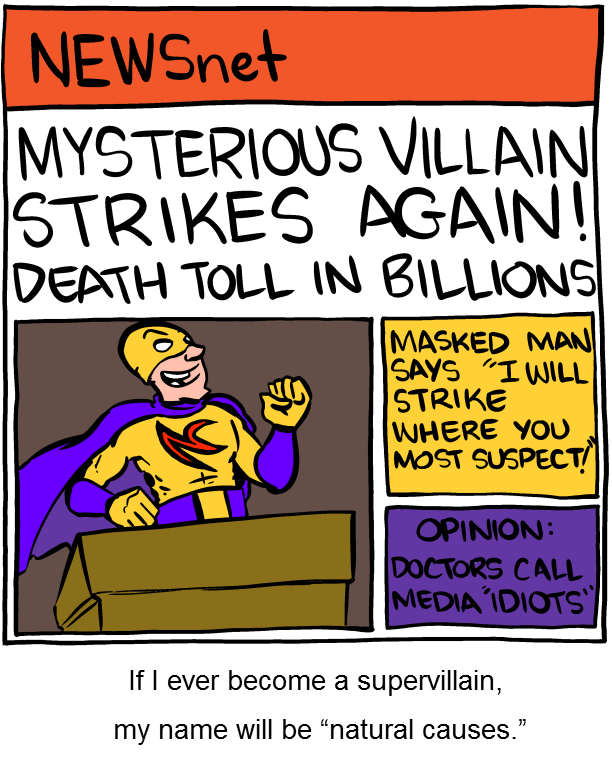 NEWSnet
MYSTERIOUS VILLAIN
STRIKES AGAIN!
DEATH TOLL IN BILLIONS
MASKED MAN
SAYS "I WILL
STRIKE
WHERE YOU
MOST SUSPECT!"
OPINION:
DOCTORS CALL
MEDIA "IDIOTS"
NC
If I ever become a supervillain,
my name will be “natural causes.”